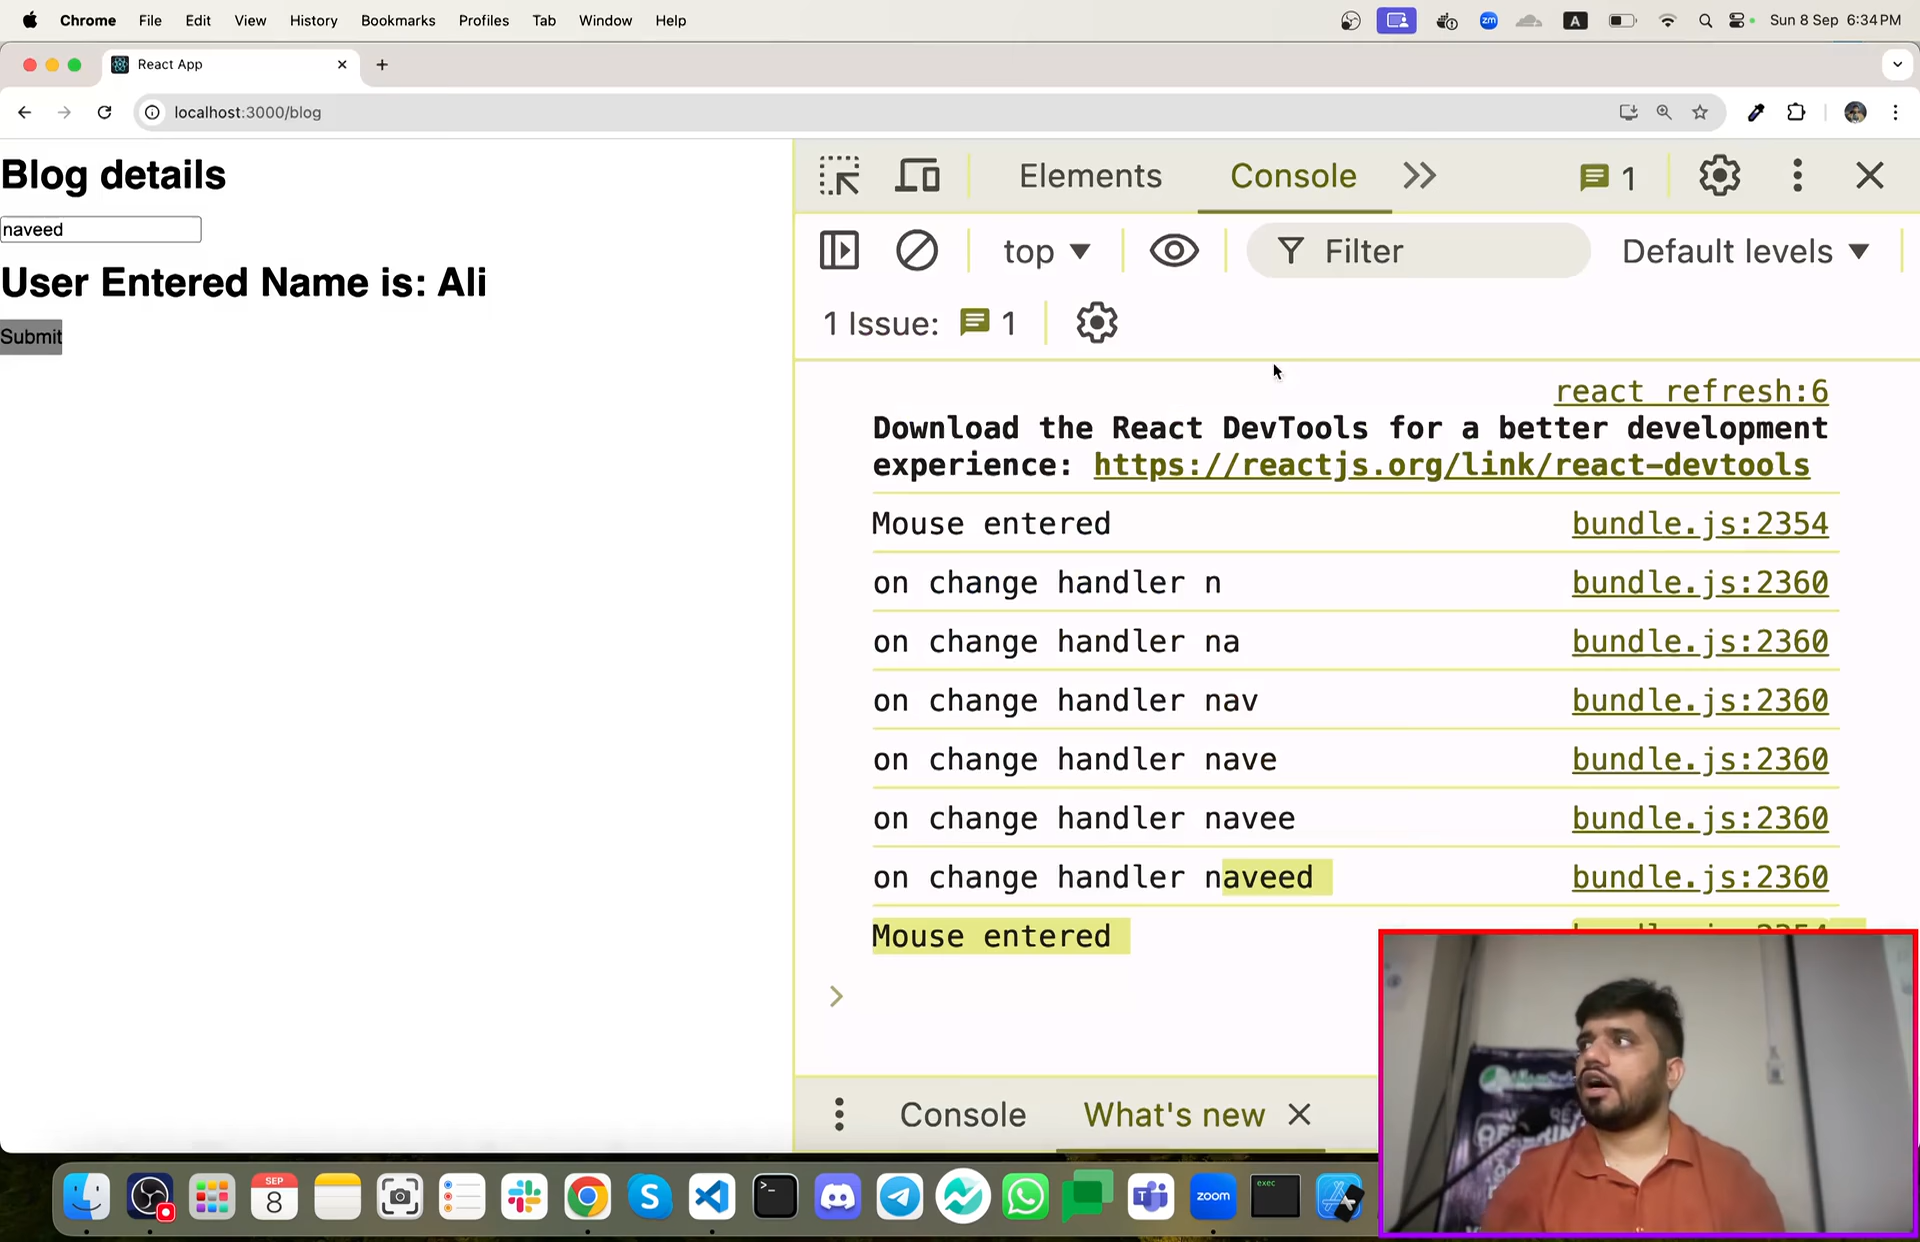 Chrome File Edit View History Bookmarks Profiles Tab Window Help
zm A Sun 8 Sep 6:34 PM
React App
localhost:3000/blog
Blog details
naveed
User Entered Name is: Ali
Submit
Elements Console 1
top Filter Default levels
1 Issue: 1
react refresh:6
Download the React DevTools for a better development
experience: https://reactjs.org/link/react-devtools
Mouse entered bundle.js:2354
on change handler n bundle.js:2360
on change handler na bundle.js:2360
on change handler nav bundle.js:2360
on change handler nave bundle.js:2360
on change handler navee bundle.js:2360
on change handler naveed bundle.js:2360
Mouse entered
Console What's new
SEP
8
zoom
exec